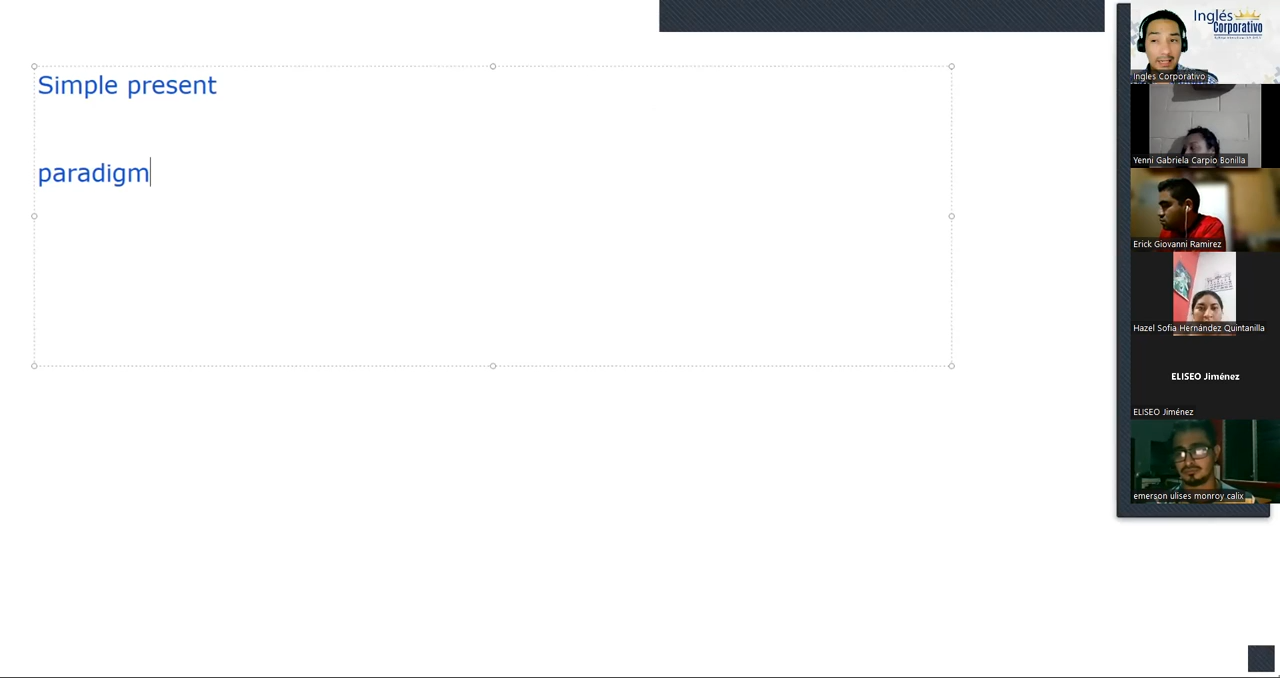 Simple present
paradigm
Inglés
Corporativo
Ingles Corporativo
Yenni Gabriela Carpio Bonilla
Erick Giovanni Ramirez
Hazel Sofia Hernández Quintanilla
ELISEO Jiménez
ELISEO Jiménez
emerson ulises monroy calix